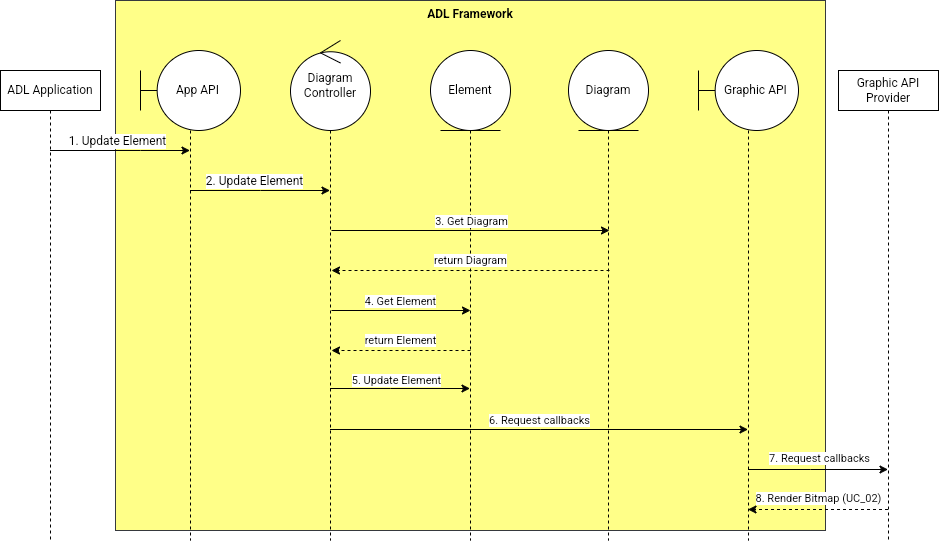 ADL Framework
ADL Application
App API
Diagram
Controller
Element
Diagram
Graphic API
Graphic API
Provider
1. Update Element
2. Update Element
3. Get Diagram
return Diagram
4. Get Element
return Element
5. Update Element
6. Request callbacks
7. Request callbacks
8. Render Bitmap (UC_02)